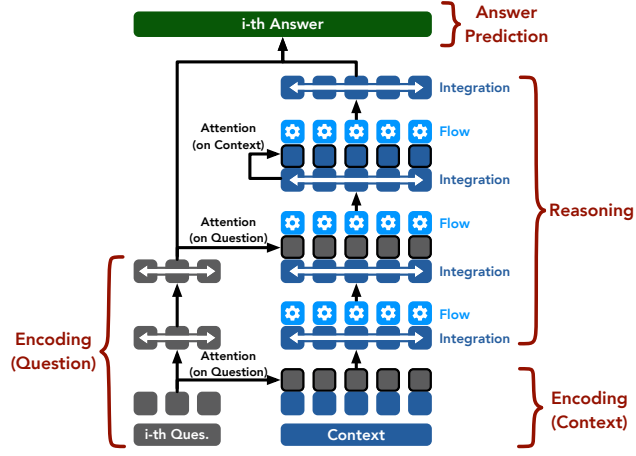 i-th Answer
Answer
Prediction
Integration
Attention
(on Context)
Flow
Integration
Reasoning
Attention
(on Question)
Flow
Integration
Encoding
(Question)
Flow
Integration
Attention
(on Question)
Encoding
(Context)
i-th Ques.
Context